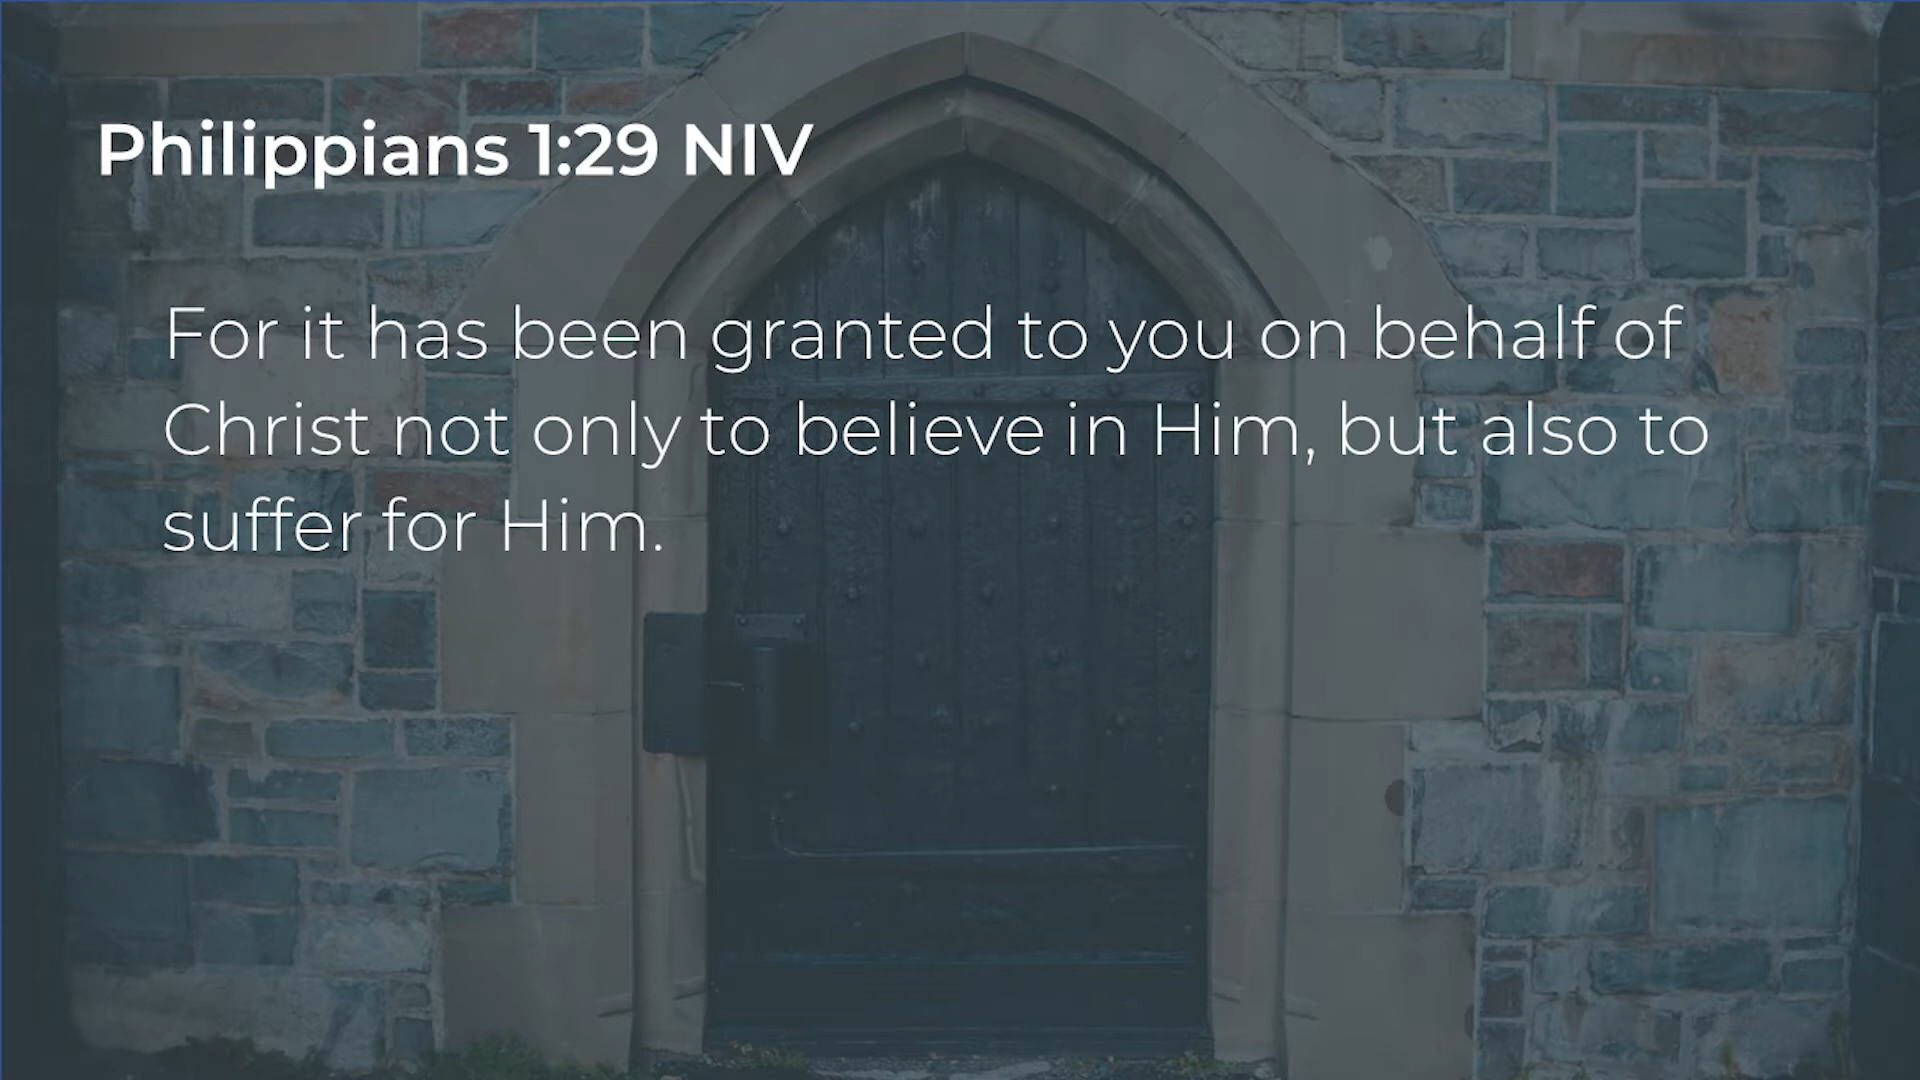 Philippians 1:29 NIV
For it has been granted to you on behalf of
Christ not only to believe in Him, but also to
suffer for Him.